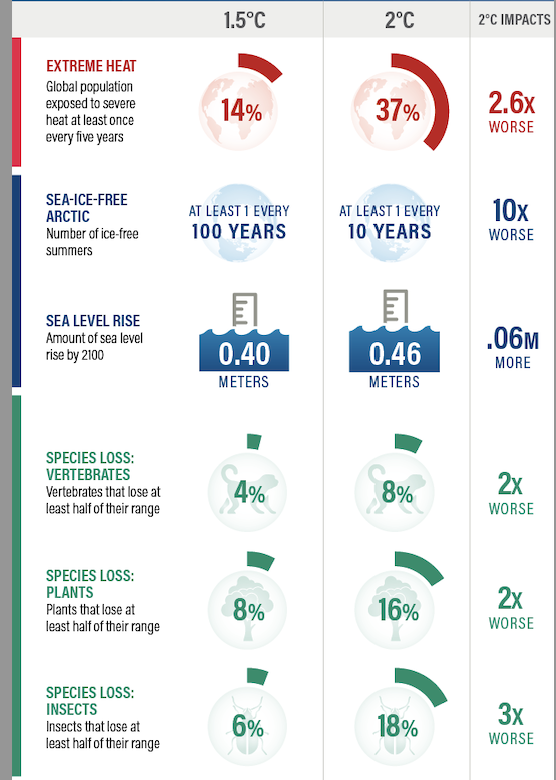 1.5°C
2°C
2°C IMPACTS
EXTREME HEAT
Global population
exposed to severe
heat at least once
every five years
14%
37%
2.6X
WORSE
SEA-ICE-FREE
ARCTIC
Number of ice-free
summers
AT LEAST 1 EVERY
100 YEARS
AT LEAST 1 EVERY
10 YEARS
10X
WORSE
SEA LEVEL RISE
Amount of sea level
rise by 2100
0.40
METERS
0.46
METERS
.06M
MORE
SPECIES LOSS:
VERTEBRATES
Vertebrates that lose at
least half of their range
4%
8%
2X
WORSE
SPECIES LOSS:
PLANTS
Plants that lose at
least half of their range
8%
16%
2X
WORSE
SPECIES LOSS:
INSECTS
Insects that lose at
least half of their range
6%
18%
3X
WORSE